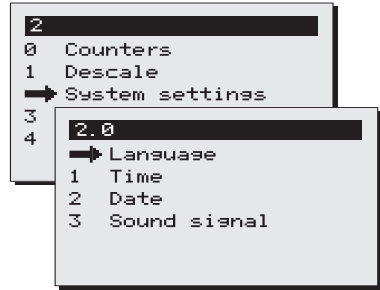 2
0 Counters
1 Descale
System settings
3
4
2.0
Language
1 Time
2 Date
3 Sound signal